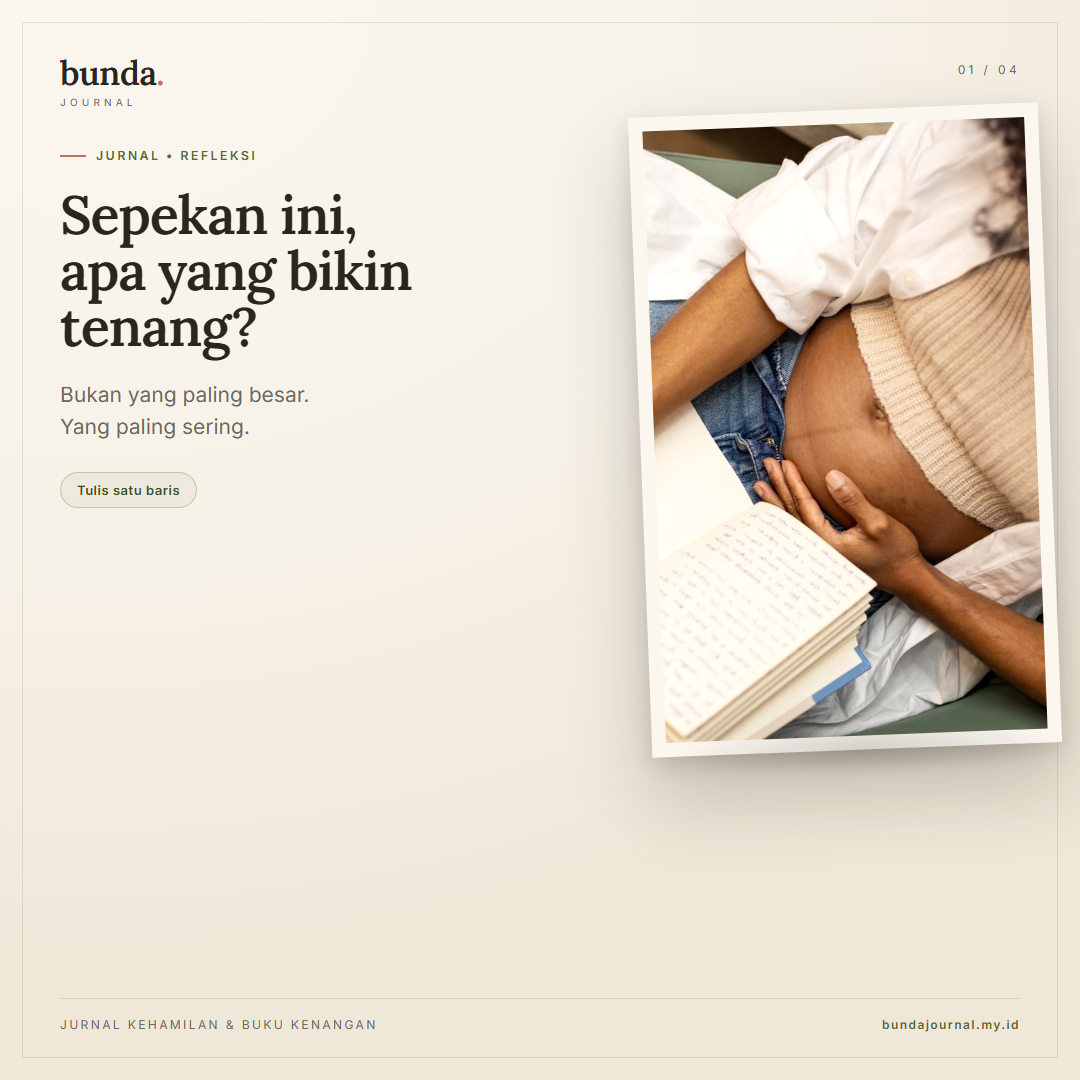 bunda.
JOURNAL
01 / 04
JURNAL • REFLEKSI
Sepekan ini,
apa yang bikin
tenang?
Bukan yang paling besar.
Yang paling sering.
Tulis satu baris
JURNAL KEHAMILAN & BUKU KENANGAN
bundajournal.my.id